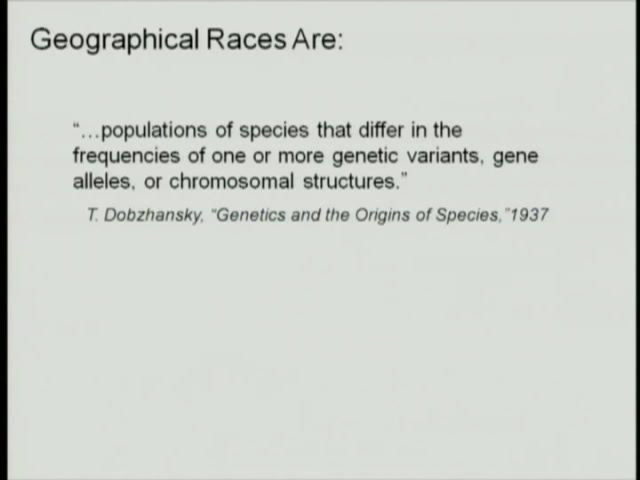 Geographical Races Are:
“…populations of species that differ in the
frequencies of one or more genetic variants, gene
alleles, or chromosomal structures.”
T. Dobzhansky, “Genetics and the Origins of Species,”1937